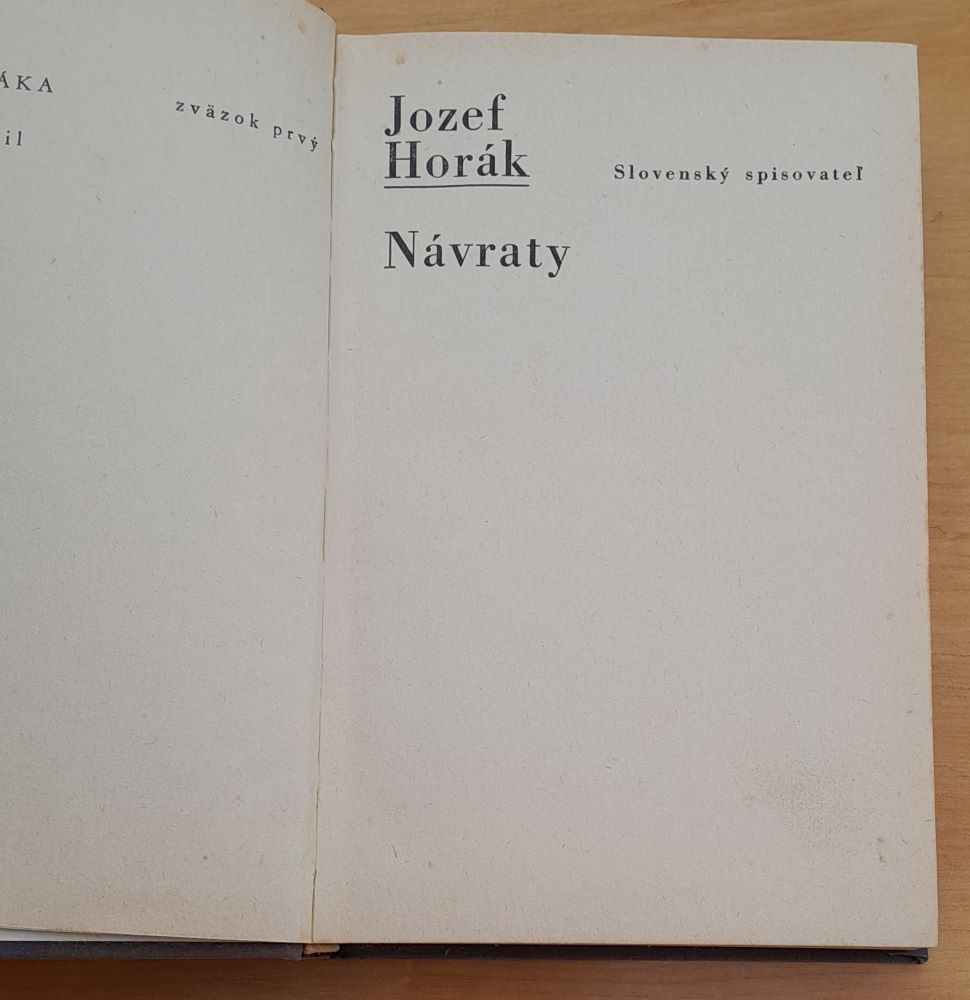 ÁKA
zväzok prvý
il
Jozef
Horák
Slovenský spisovateľ
Návraty